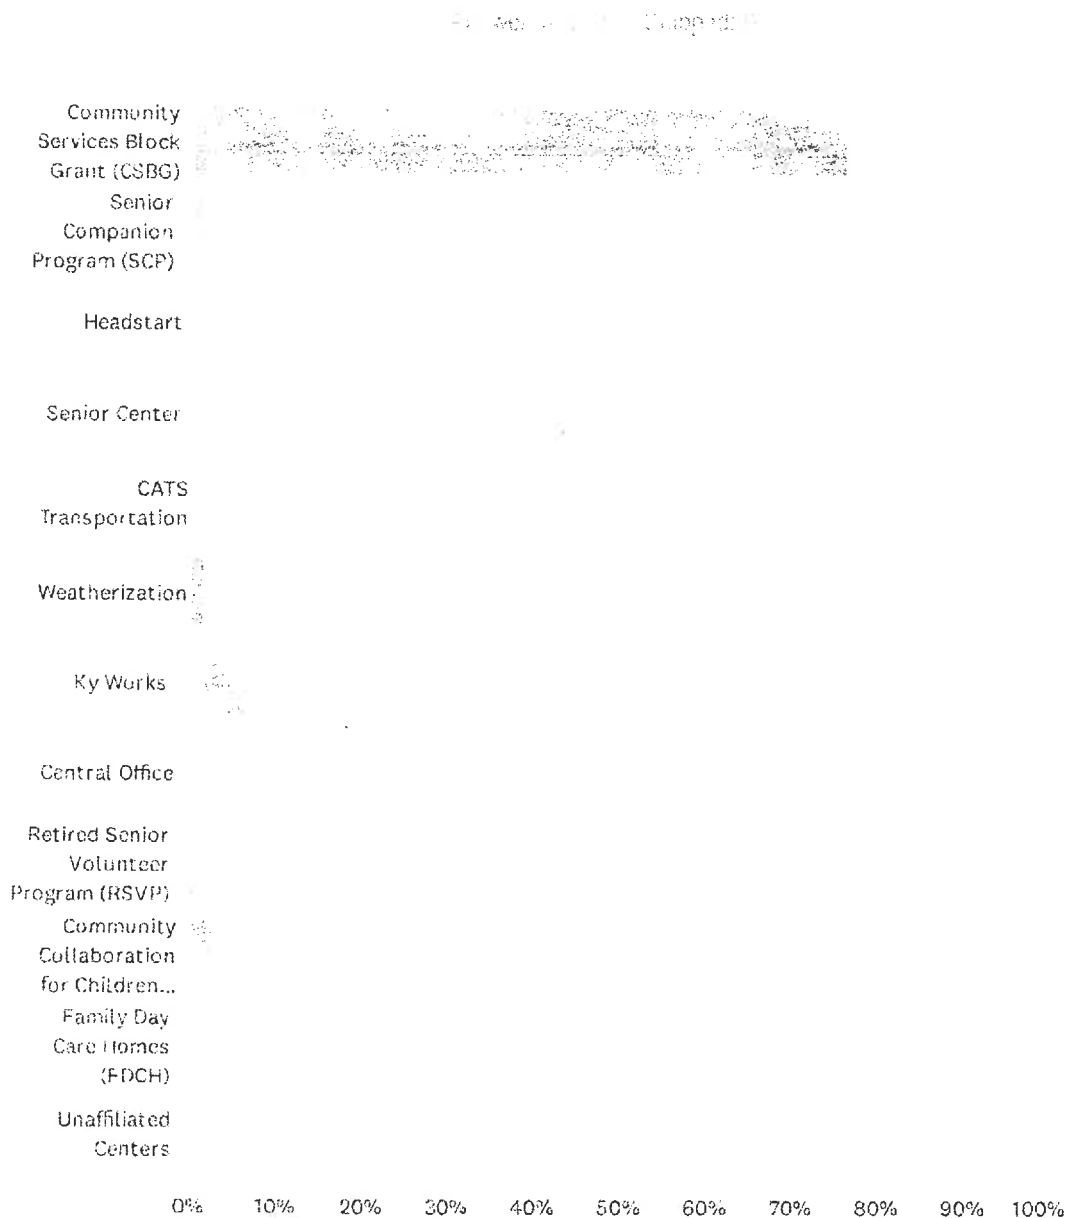 Community
Services Block
Grant (CSBG)
Senior
Companion
Program (SCP)
Headstart
Senior Center
CATS
Transportation
Weatherization
Ky Works
Central Office
Retired Senior
Volunteer
Program (RSVP)
Community
Collaboration
for Children...
Family Day
Care Homes
(FDCH)
Unaffiliated
Centers
0% 10% 20% 30% 40% 50% 60% 70% 80% 90% 100%